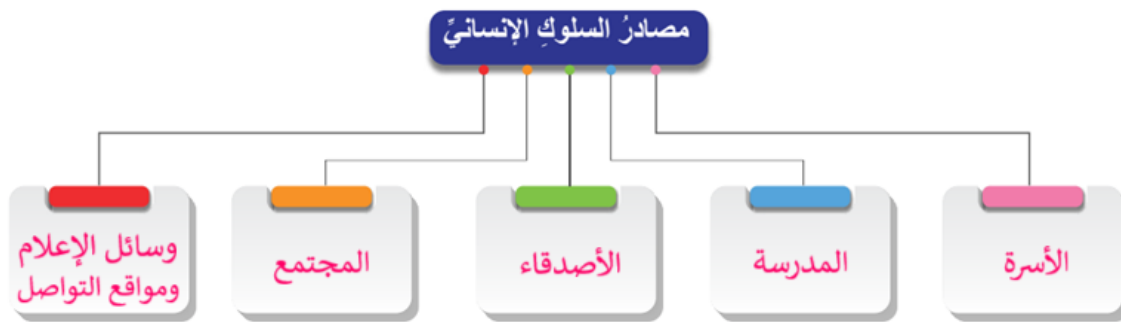 مصادرُ السلوكِ الإنسانيِّ
الأسرة
المدرسة
الأصدقاء
المجتمع
وسائل الإعلام
ومواقع التواصل